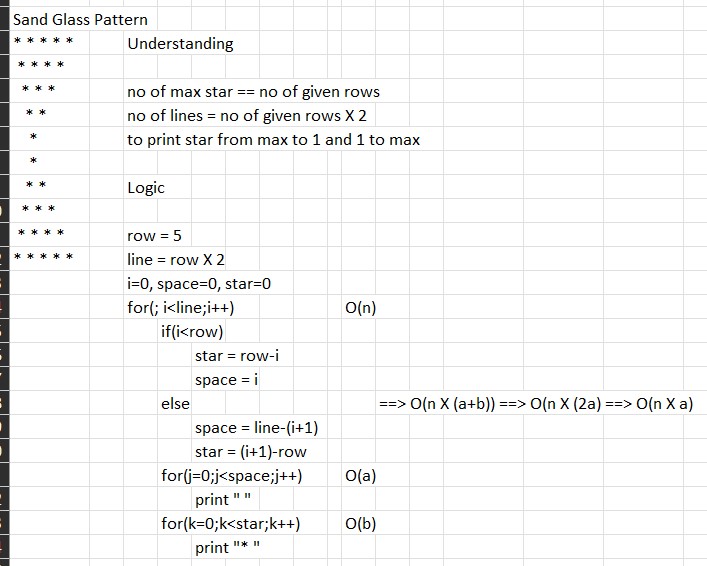 Sand Glass Pattern
* * * * * Understanding
* * * *
* * * no of max star == no of given rows
* * no of lines = no of given rows X 2
* to print star from max to 1 and 1 to max
*
* * Logic
* * *
* * * * row = 5
* * * * * line = row X 2
i=0, space=0, star=0
for(; i<line;i++) O(n)
if(i<row)
star = row-i
space = i
else ==> O(n X (a+b)) ==> O(n X (2a) ==> O(n X a)
space = line-(i+1)
star = (i+1)-row
for(j=0;j<space;j++) O(a)
print " "
for(k=0;k<star;k++) O(b)
print "* "